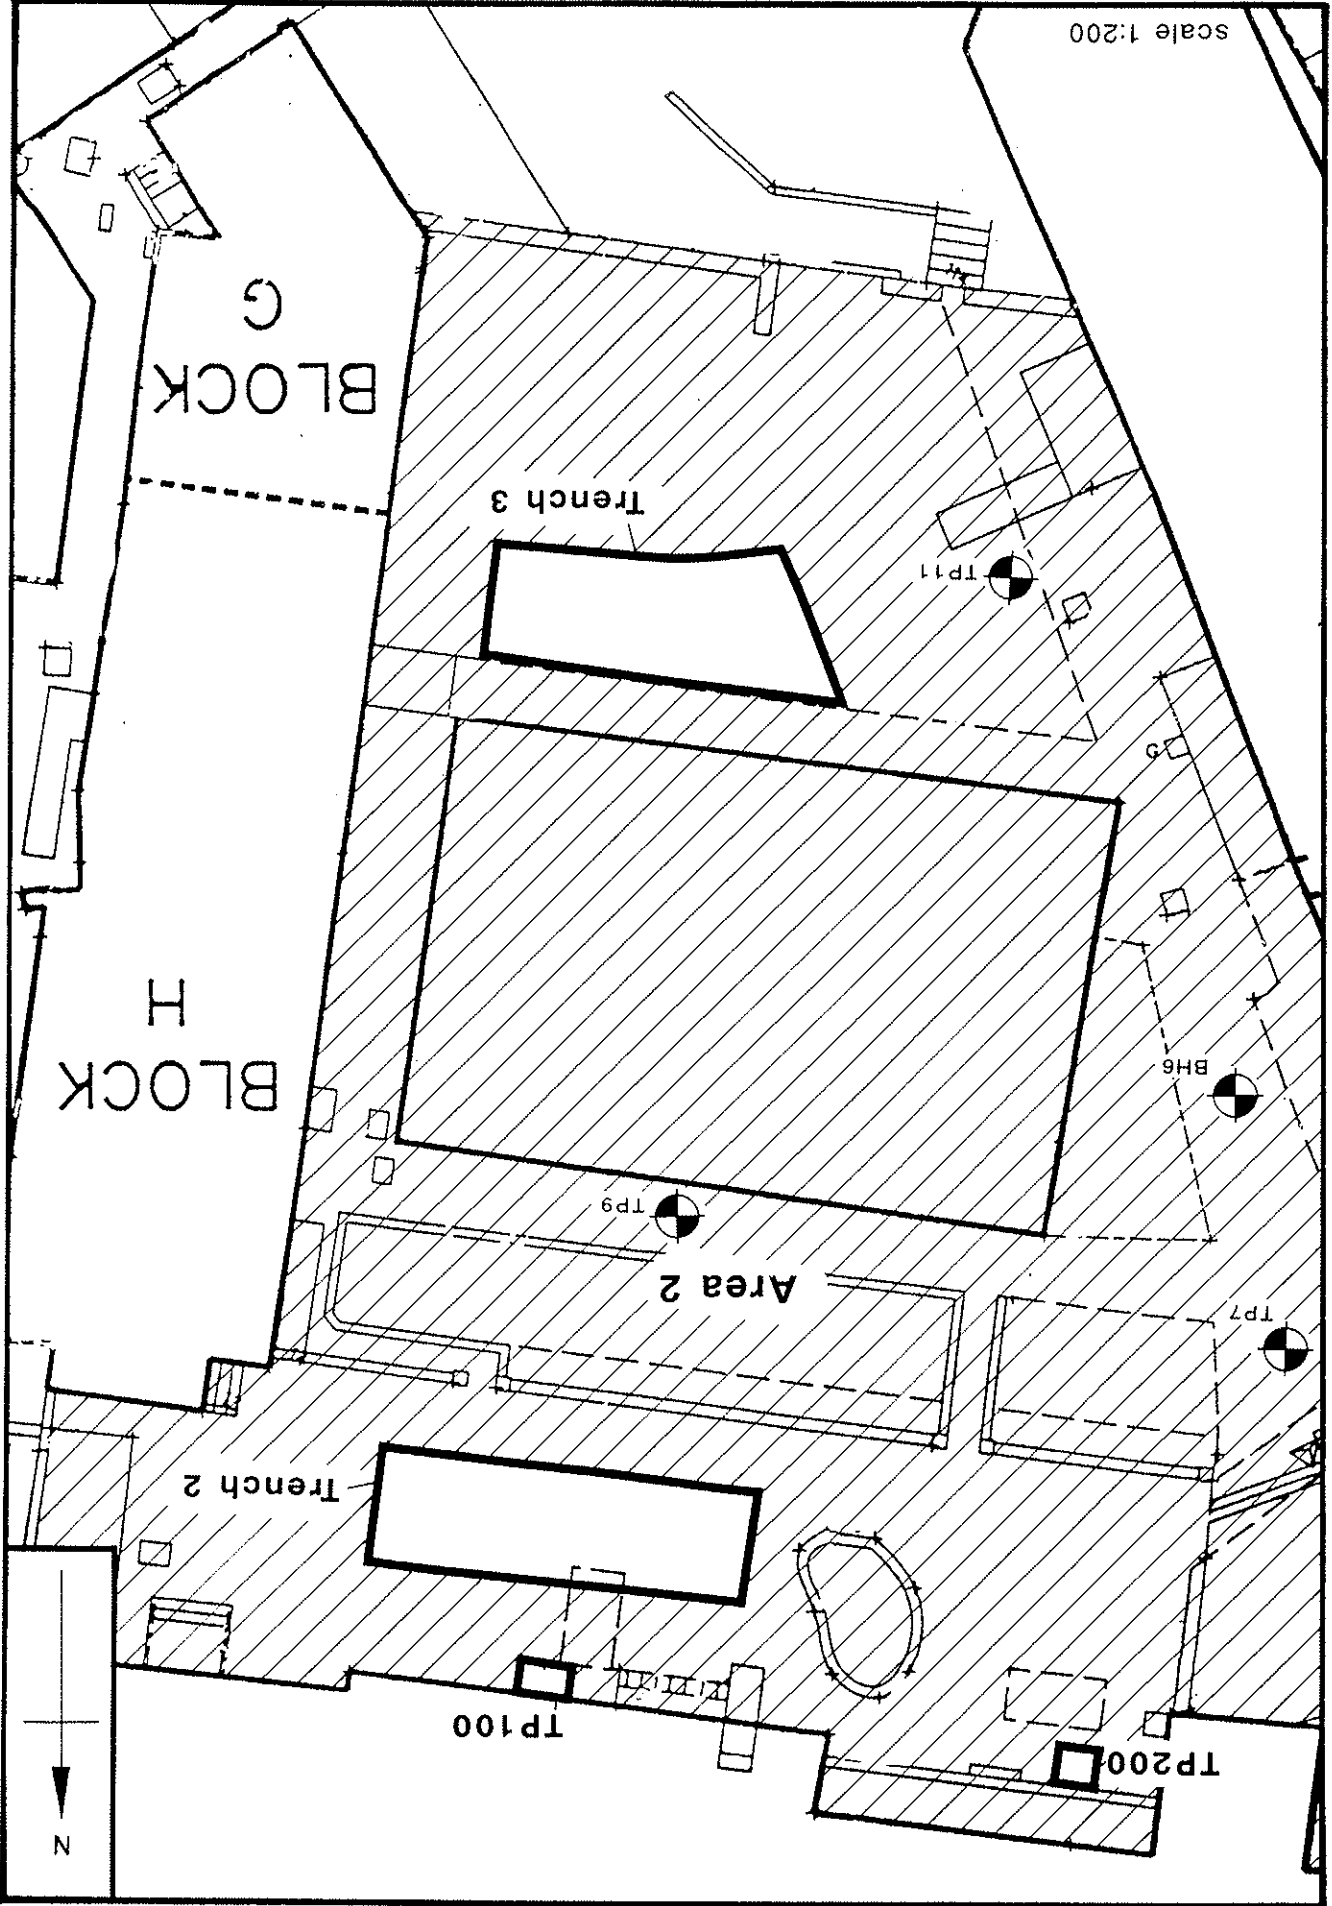 N
TP200
TP100
Trench 2
TP7
Area 2
TP9
BH6
BLOCK
H
G
TP11
Trench 3
BLOCK
G
scale 1:200